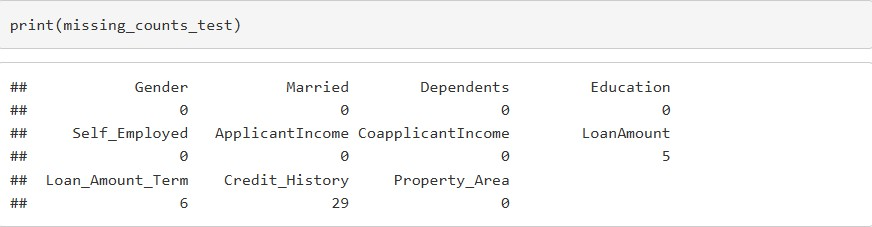 print(missing_counts_test)
##            Gender           Married        Dependents         Education
##                 0                 0                 0                 0
##     Self_Employed   ApplicantIncome CoapplicantIncome        LoanAmount
##                 0                 0                 0                 5
##  Loan_Amount_Term    Credit_History     Property_Area
##                 6                29                 0